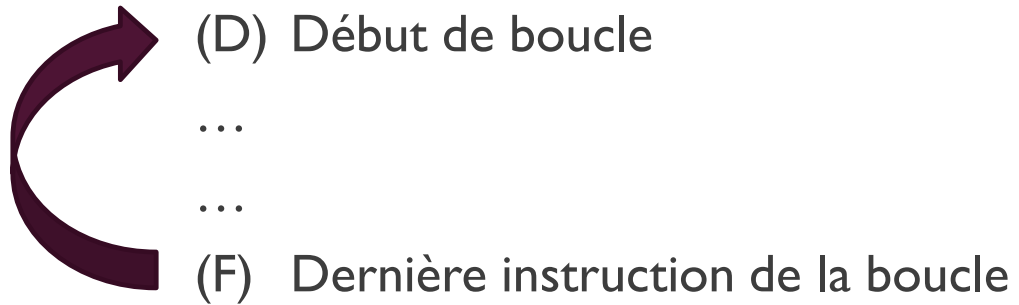 (D) Début de boucle
…
…
(F) Dernière instruction de la boucle